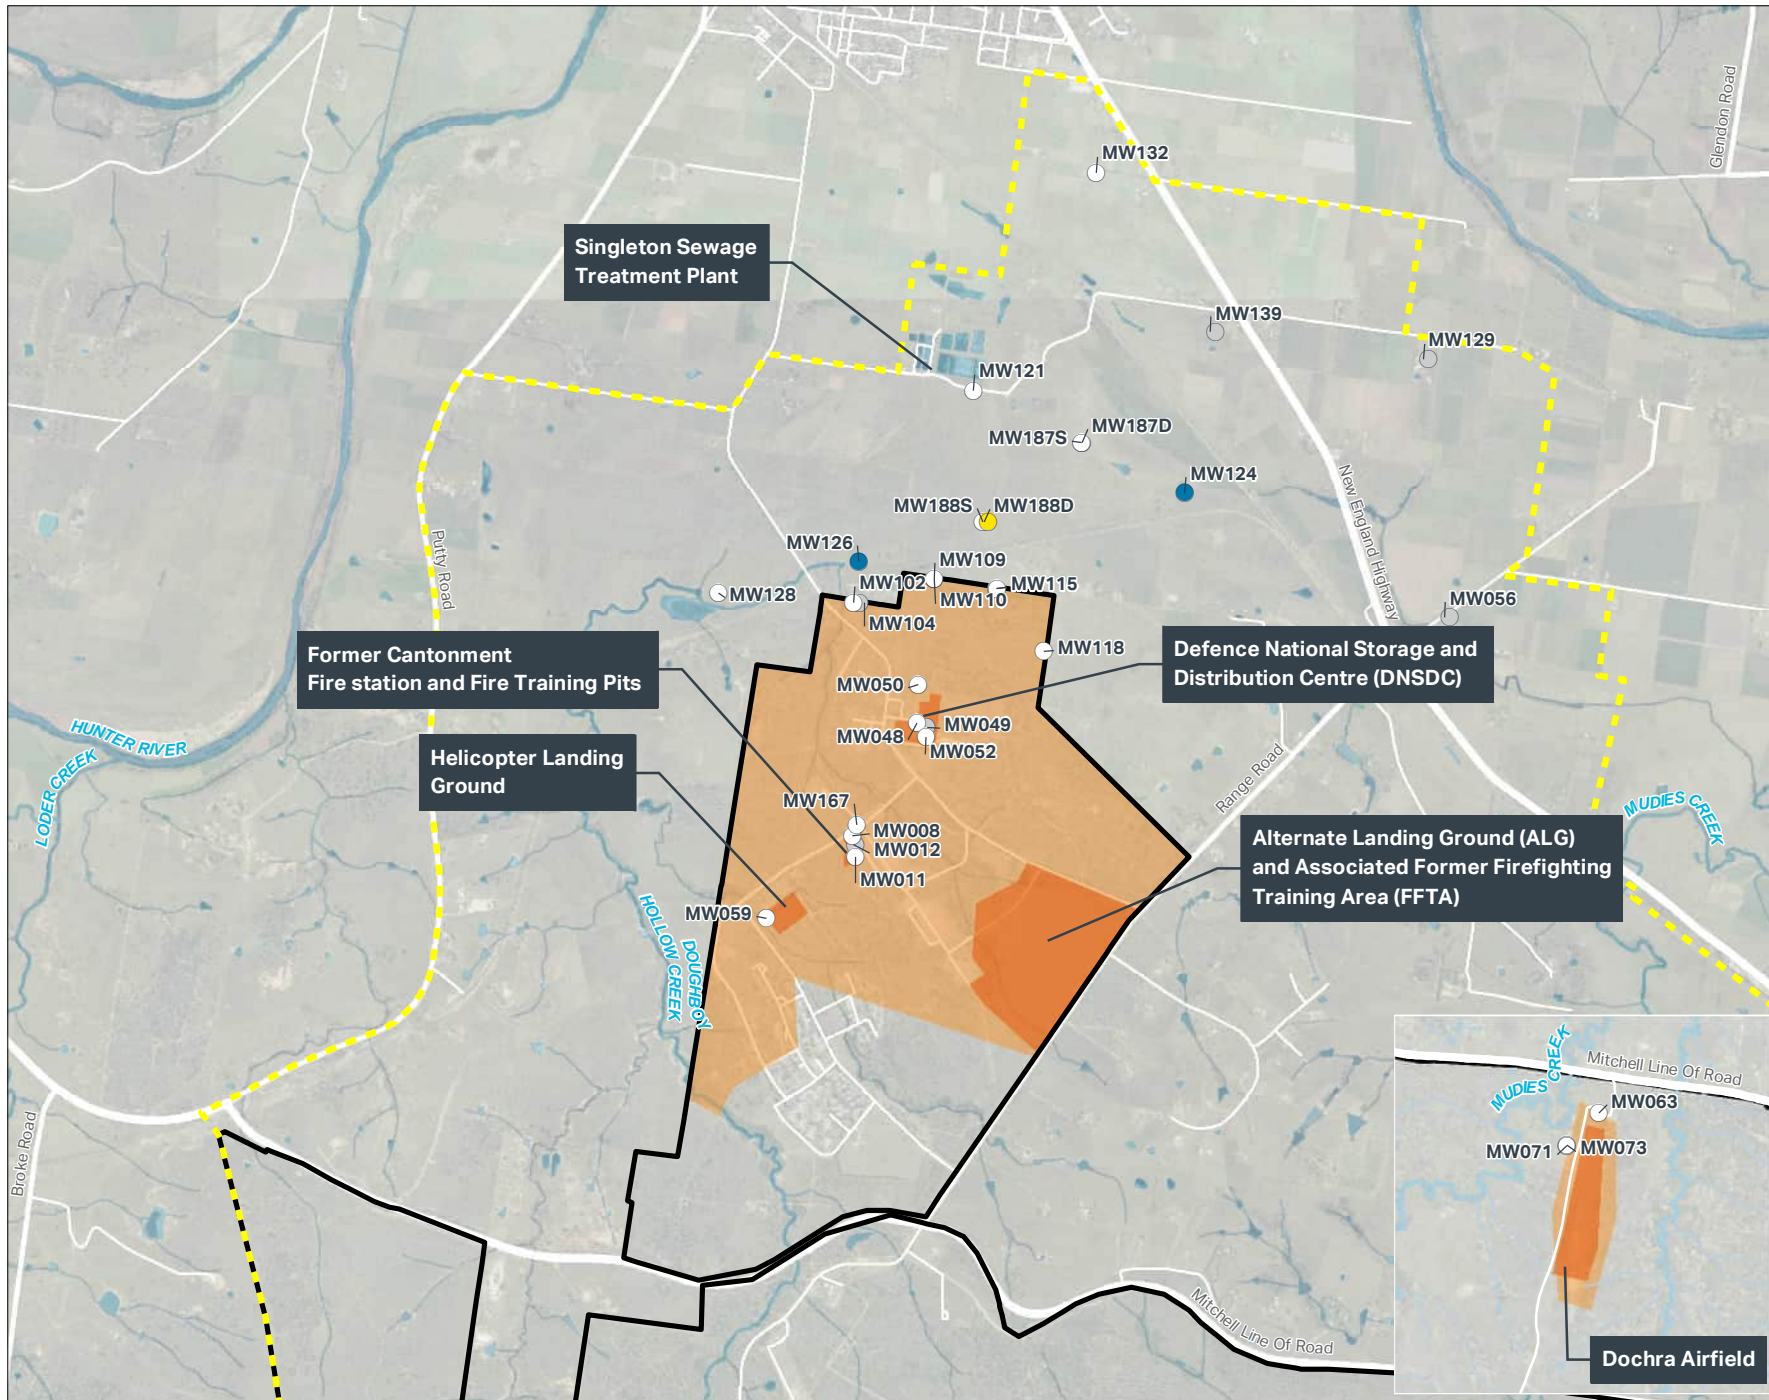 Glendon Road
MW132
Singleton Sewage
Treatment Plant
MW139
MW129
MW121
MW187S
MW187D
MW124
MW188S
MW188D
New England Highway
Putty Road
MW126
MW109
MW102
MW115
MW128
MW110
MW104
MW056
Former Cantonment
Fire station and Fire Training Pits
MW118
Defence National Storage and
Distribution Centre (DNSDC)
MW050
HUNTER RIVER
LODER CREEK
MW049
MW048
MW052
Helicopter Landing
Ground
Range Road
MUDIES CREEK
MW167
MW008
MW012
MW011
Alternate Landing Ground (ALG)
and Associated Former Firefighting
Training Area (FFTA)
MW059
DOUGHBOY
HOLLOW CREEK
Broke Road
Mitchell Line Of Road
MUDIES CREEK
Mitchell Line Of Road
MW063
MW071
MW073
Dochra Airfield